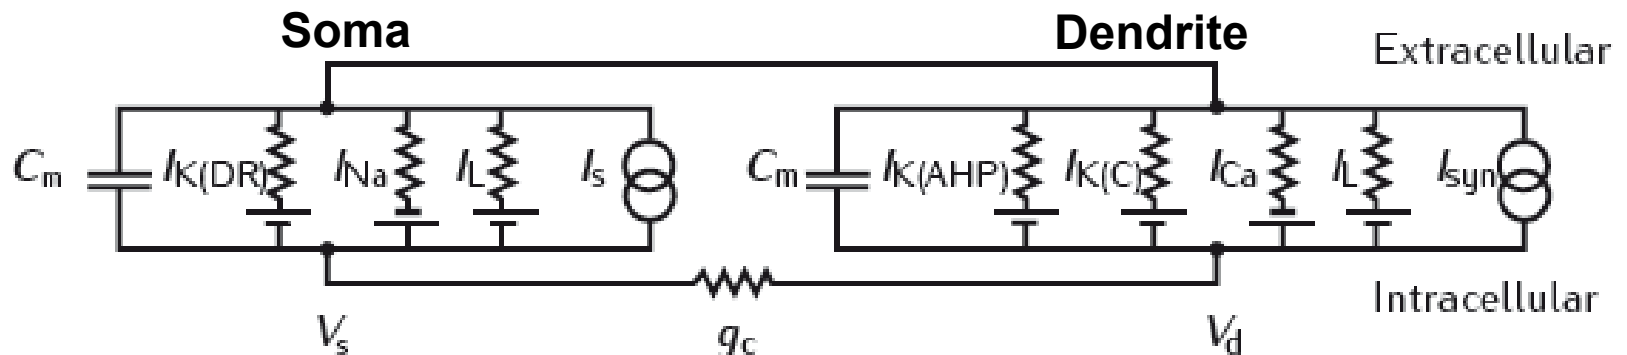 Soma Dendrite Extracellular
Cm IK(DR) INa IL Is Cm IK(AHP) IK(C) ICa IL Isyn
Intracellular
Vs gc Vd